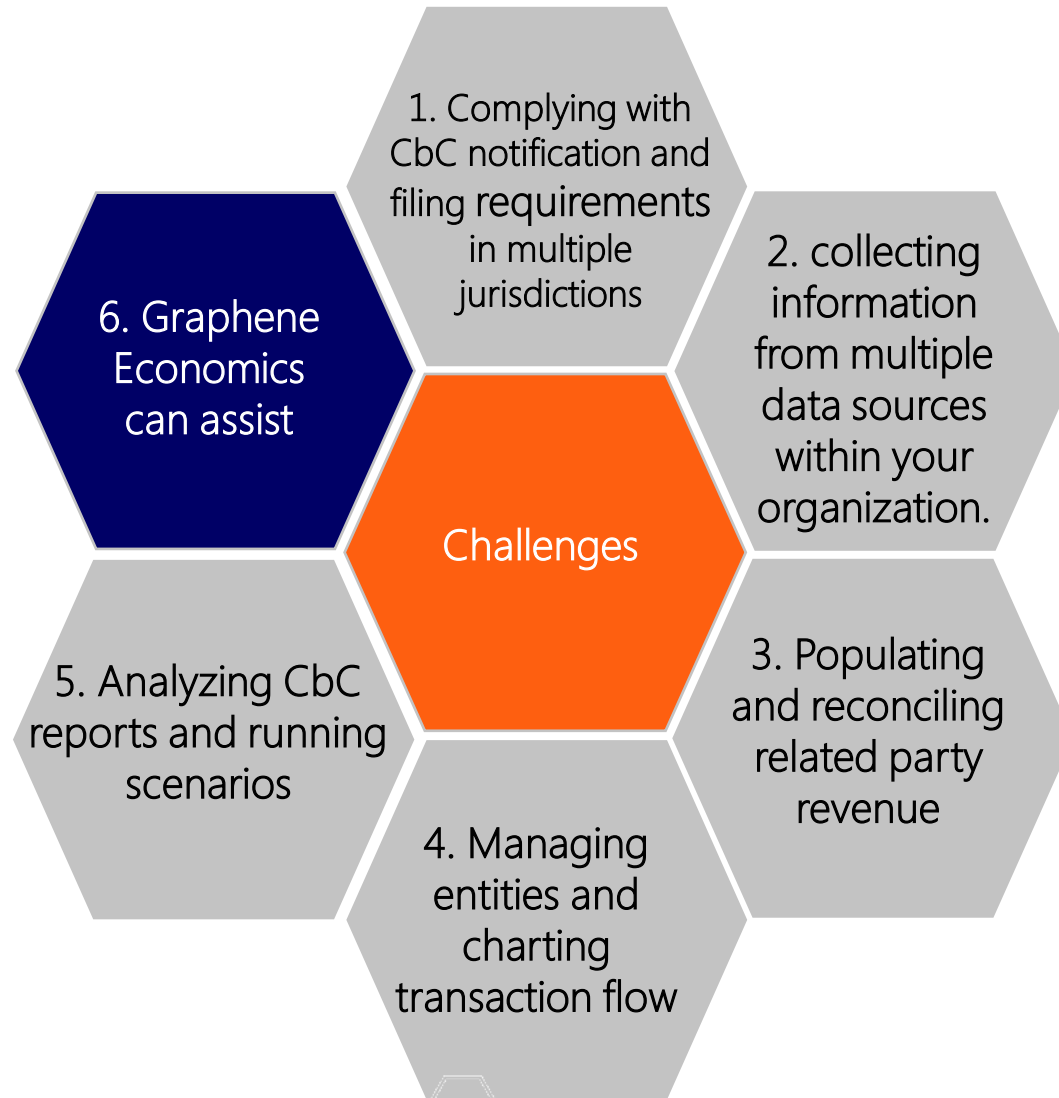 1. Complying with
CbC notification and
filing requirements
in multiple
jurisdictions
2. collecting
information
from multiple
data sources
within your
organization.
3. Populating
and reconciling
related party
revenue
4. Managing
entities and
charting
transaction flow
5. Analyzing CbC
reports and running
scenarios
6. Graphene
Economics
can assist
Challenges